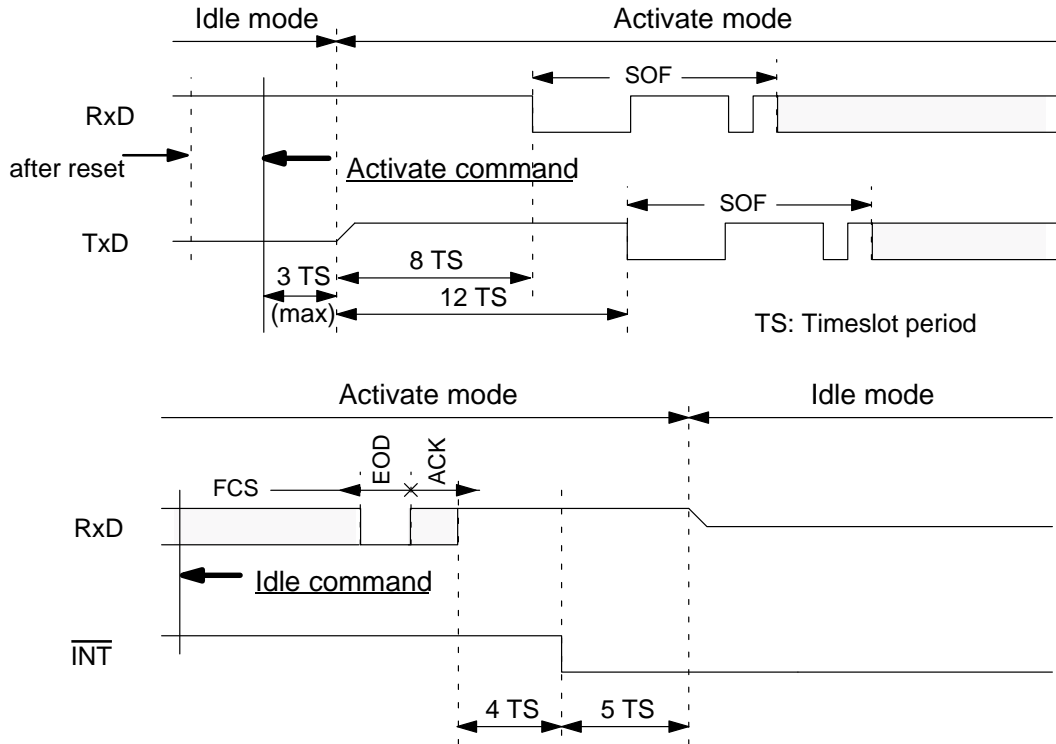 Idle mode
Activate mode
SOF
RxD
after reset
Activate command
SOF
TxD
8 TS
3 TS
(max)
12 TS
TS: Timeslot period
Activate mode
Idle mode
EOD
ACK
FCS
RxD
Idle command
INT
4 TS
5 TS